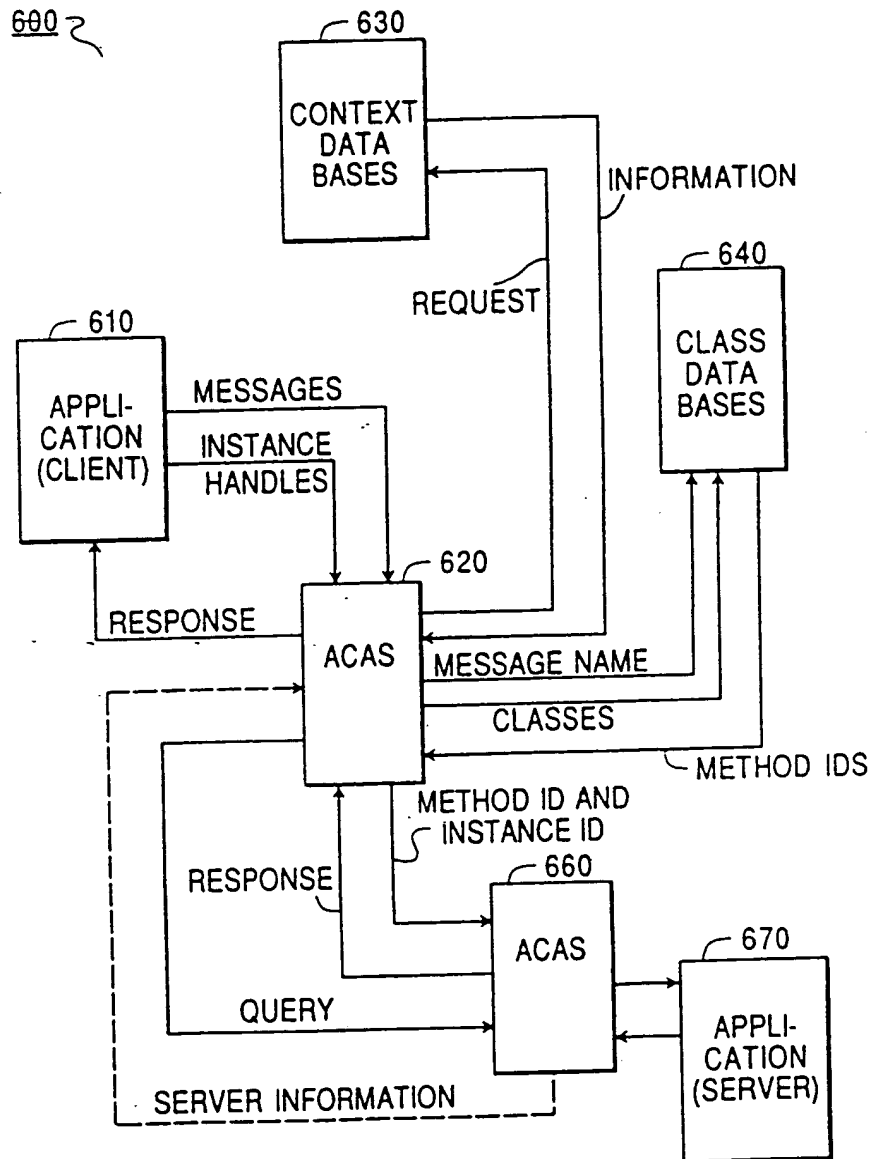 600
630
CONTEXT
DATA
BASES
INFORMATION
640
REQUEST
CLASS
DATA
BASES
610
APPLI-
CATION
(CLIENT)
MESSAGES
INSTANCE
HANDLES
620
RESPONSE
ACAS
MESSAGE NAME
CLASSES
METHOD IDS
METHOD ID AND
INSTANCE ID
RESPONSE
660
ACAS
670
QUERY
APPLI-
CATION
(SERVER)
SERVER INFORMATION